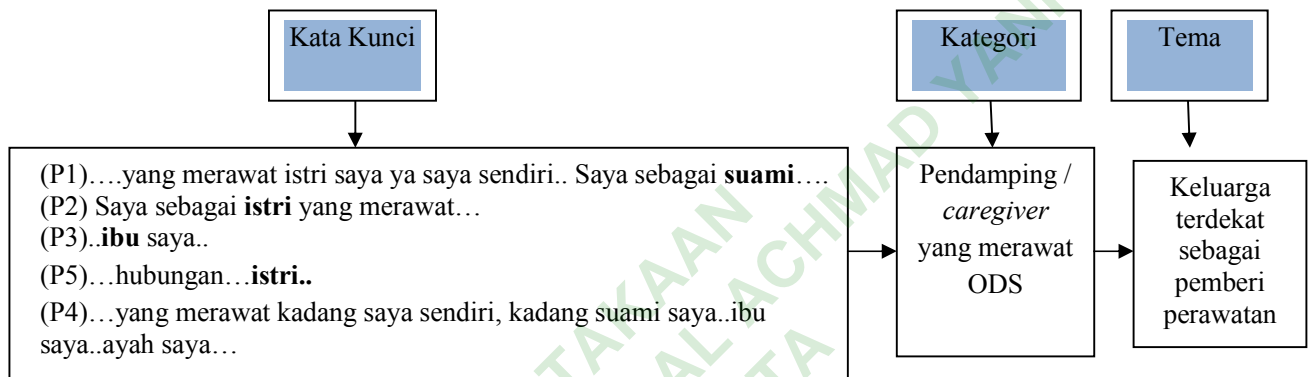 Kata Kunci
Kategori
Tema
(P1)….yang merawat istri saya ya saya sendiri.. Saya sebagai suami….
(P2) Saya sebagai istri yang merawat…
(P3)..ibu saya..
(P5)…hubungan…istri..
(P4)…yang merawat kadang saya sendiri, kadang suami saya..ibu
saya..ayah saya…
Pendamping /
caregiver
yang merawat
ODS
Keluarga
terdekat
sebagai
pemberi
perawatan
ACHMAD